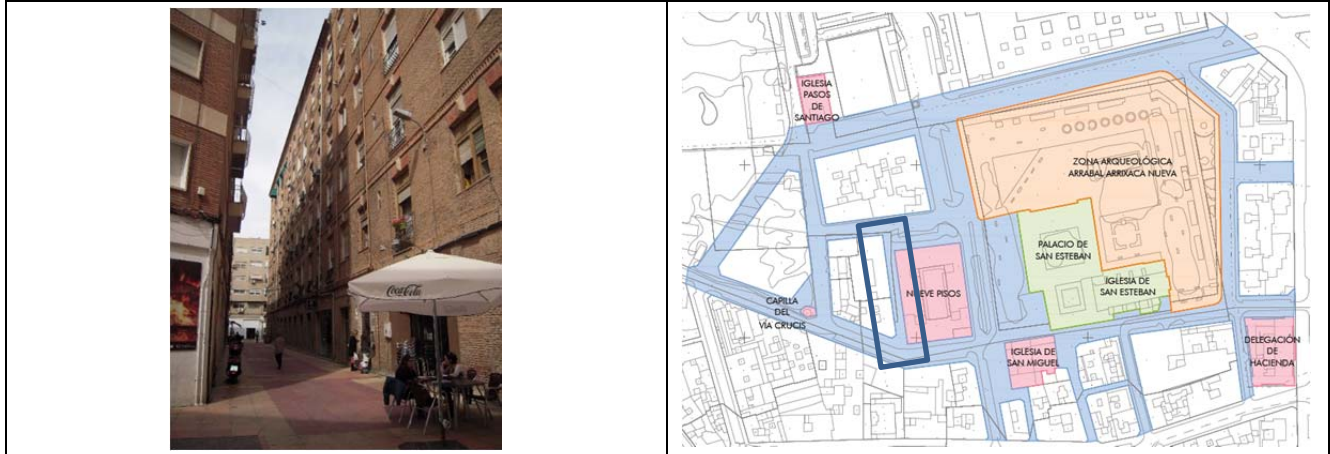 Coca-Cola
IGLESIA
PASOS
DE
SANTIAGO
ZONA ARQUEOLÓGICA
ARRABAL ARRIXACA NUEVA
PALACIO DE
SAN ESTEBAN
IGLESIA DE
SAN ESTEBAN
NUEVE PISOS
CAPILLA
DEL
VÍA CRUCIS
IGLESIA DE
SAN MIGUEL
DELEGACIÓN
DE
HACIENDA